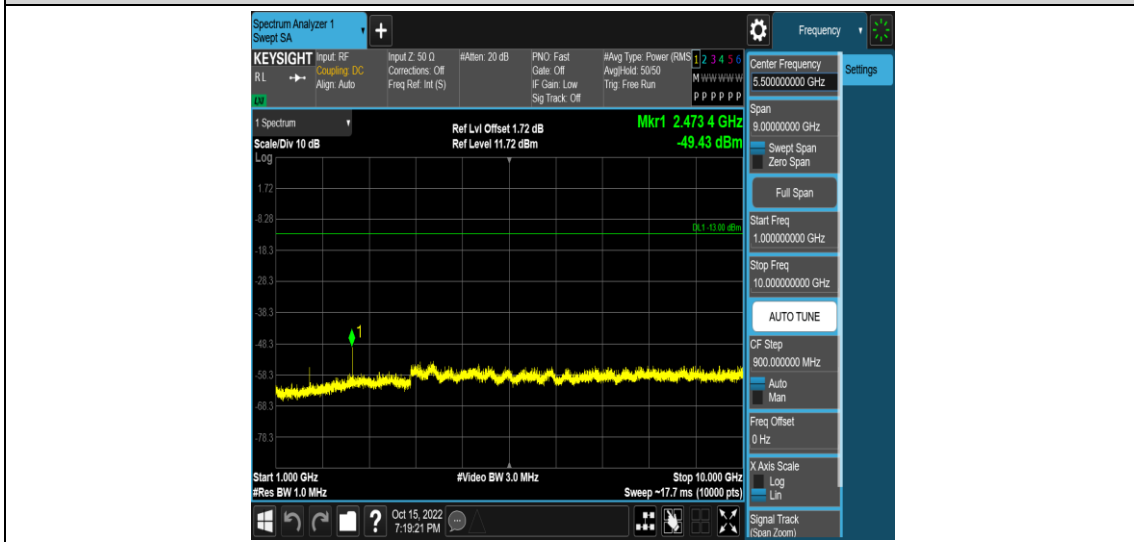 Spectrum Analyzer 1
Swept SA
+
Frequency
KEYSIGHT
RL
LXI
Input: RF
Coupling: DC
Align: Auto
Input Z: 50 Ω
Corrections: Off
Freq Ref: Int (S)
#Atten: 20 dB
PNO: Fast
Gate: Off
IF Gain: Low
Sig Track: Off
#Avg Type: Power (RMS
Avg|Hold: 50/50
Trig: Free Run
1 2 3 4 5 6
M W W W W W
P P P P P P
1 Spectrum
Scale/Div 10 dB
Log
Ref Lvl Offset 1.72 dB
Ref Level 11.72 dBm
Mkr1 2.473 4 GHz
-49.43 dBm
1.72
-8.28
DL1 -13.00 dBm
-18.3
-28.3
-38.3
1
-48.3
-58.3
-68.3
-78.3
Start 1.000 GHz
#Res BW 1.0 MHz
#Video BW 3.0 MHz
Stop 10.000 GHz
Sweep ~17.7 ms (10000 pts)
?
Oct 15, 2022
7:19:21 PM
Center Frequency
5.50000000 GHz
Settings
Span
9.00000000 GHz
Swept Span
Zero Span
Full Span
Start Freq
1.000000000 GHz
Stop Freq
10.000000000 GHz
AUTO TUNE
CF Step
900.000000 MHz
Auto
Man
Freq Offset
0 Hz
X Axis Scale
Log
Lin
Signal Track
(Span Zoom)